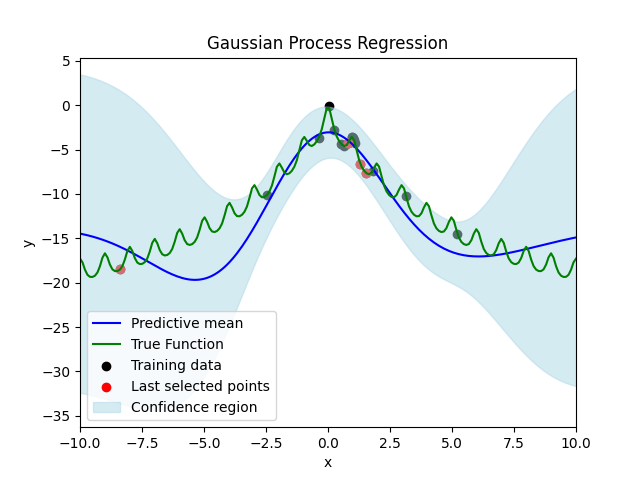 Gaussian Process Regression
5
0
−5
−10
−15
−20
−25
−30
−35
y
Predictive mean
True Function
Training data
Last selected points
Confidence region
−10.0 −7.5 −5.0 −2.5 0.0 2.5 5.0 7.5 10.0
x